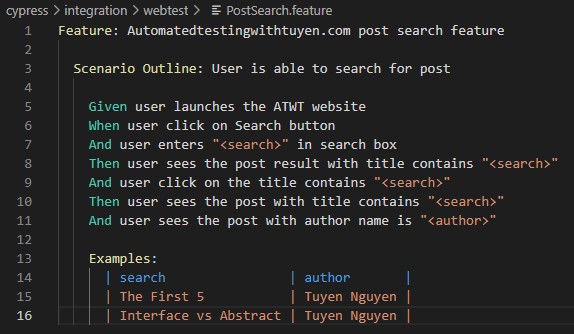 cypress > integration > webtest > PostSearch.feature
1 Feature: Automatedtestingwithtuyen.com post search feature
2
3 Scenario Outline: User is able to search for post
4
5 Given user launches the ATWT website
6 When user click on Search button
7 And user enters "<search>" in search box
8 Then user sees the post result with title contains "<search>"
9 And user click on the title contains "<search>"
10 Then user sees the post with title contains "<search>"
11 And user sees the post with author name is "<author>"
12
13 Examples:
14 | search | author |
15 | The First 5 | Tuyen Nguyen |
16 | Interface vs Abstract | Tuyen Nguyen |